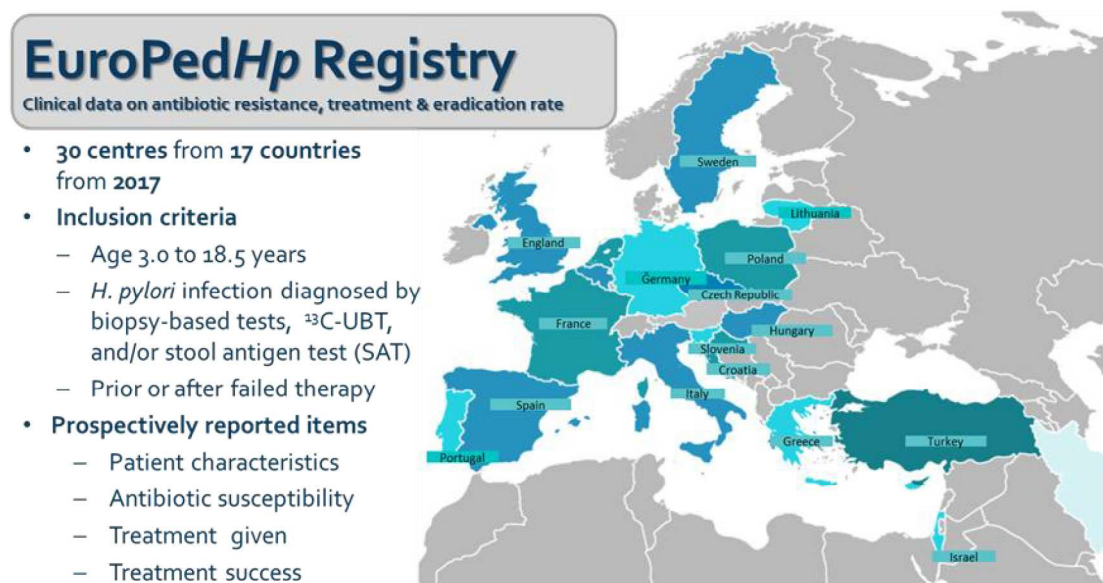 EuroPedHp Registry
Clinical data on antibiotic resistance, treatment & eradication rate
• 30 centres from 17 countries
from 2017
• Inclusion criteria
– Age 3.0 to 18.5 years
– H. pylori infection diagnosed by
biopsy-based tests, ¹³C-UBT,
and/or stool antigen test (SAT)
– Prior or after failed therapy
• Prospectively reported items
– Patient characteristics
– Antibiotic susceptibility
– Treatment given
– Treatment success
Sweden
Lithuania
England
Poland
Germany
Czech Republic
France
Hungary
Slovenia
Croatia
Italy
Spain
Greece
Turkey
Portugal
Israel